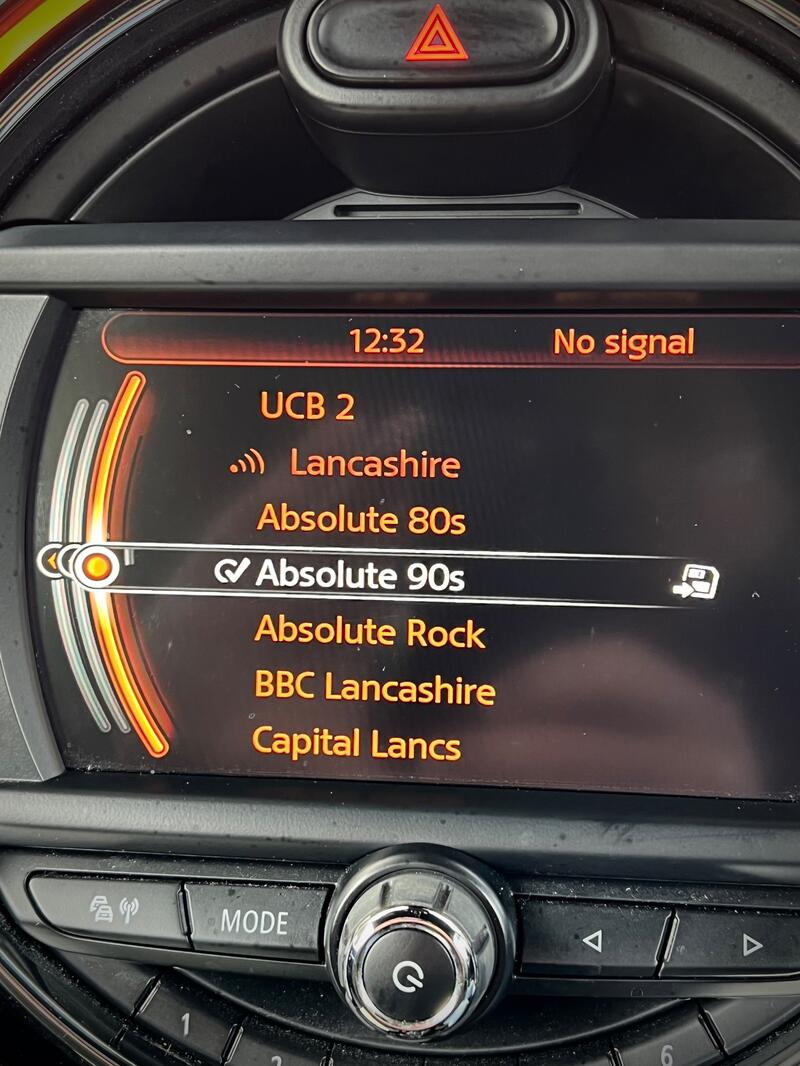 12:32 No signal
UCB 2
Lancashire
Absolute 80s
Absolute 90s
Absolute Rock
BBC Lancashire
Capital Lancs
MODE
1
2
6